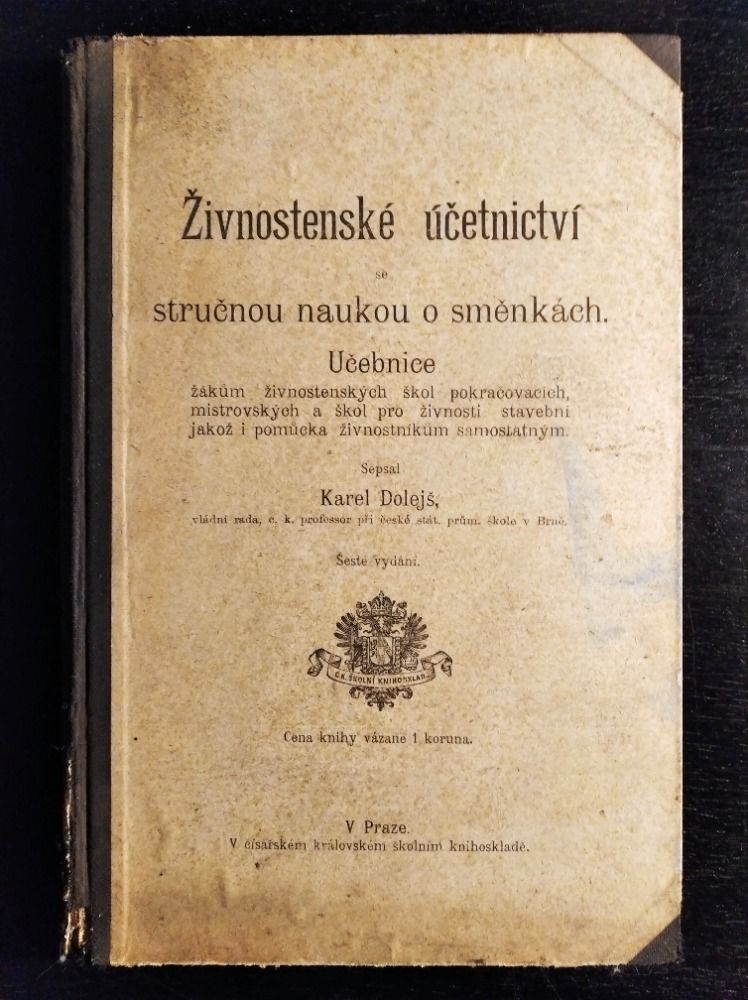 Živnostenské účetnictví
se
stručnou naukou o směnkách.
Učebnice
žákům živnostenských škol pokračovacích,
mistrovských a škol pro živnosti stavební
jakož i pomůcka živnostníkům samostatným.
Sepsal
Karel Dolejš,
vládní rada, c. k. professor při české stát. prům. škole v Brně.
Šesté vydání.
C.K. ŠKOLNÍ KNIHOSKLAD
Cena knihy vázané 1 koruna.
V Praze.
V císařském královském školním knihoskladě.